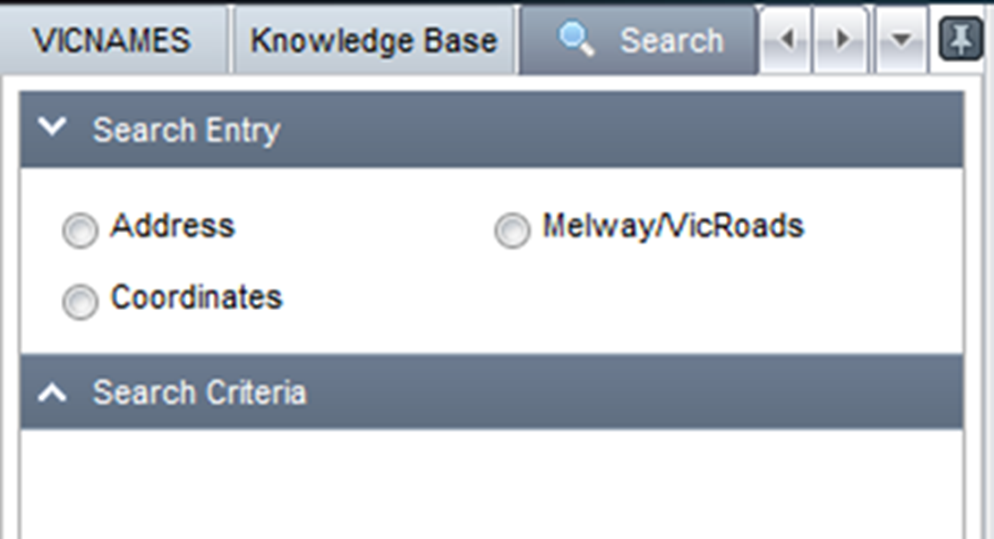 VICNAMES Knowledge Base Search
Search Entry
Address Melway/VicRoads
Coordinates
Search Criteria